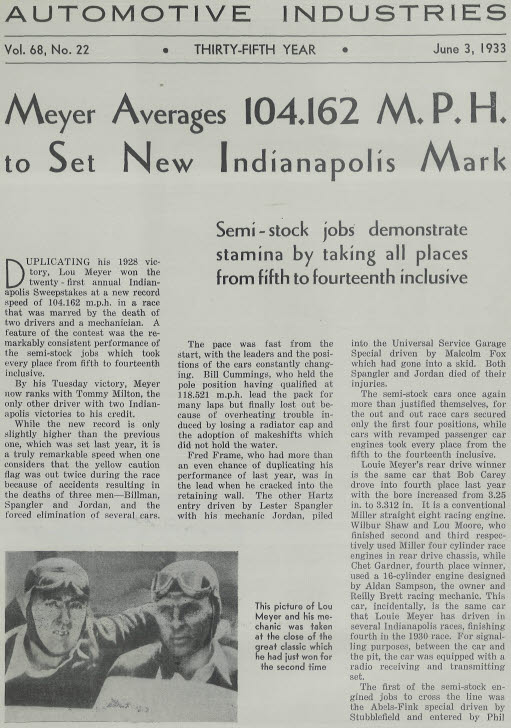 AUTOMOTIVE INDUSTRIES
Vol. 68, No. 22 • THIRTY-FIFTH YEAR • June 3, 1933
Meyer Averages 104.162 M.P.H.
to Set New Indianapolis Mark
Semi-stock jobs demonstrate
stamina by taking all places
from fifth to fourteenth inclusive
DUPLICATING his 1928 vic-
tory, Lou Meyer won the
twenty-first annual Indian-
apolis Sweepstakes at a new record
speed of 104.162 m.p.h. in a race
that was marred by the death of
two drivers and a mechanician. A
feature of the contest was the re-
markably consistent performance of
the semi-stock jobs which took
every place from fifth to fourteenth
inclusive.
By his Tuesday victory, Meyer
now ranks with Tommy Milton, the
only other driver with two Indian-
apolis victories to his credit.
While the new record is only
slightly higher than the previous
one, which was set last year, it is
a truly remarkable speed when one
considers that the yellow caution
flag was out twice during the race
because of accidents resulting in
the deaths of three men—Billman,
Spangler and Jordan, and the
forced elimination of several cars.
The pace was fast from the
start, with the leaders and the posi-
tions of the cars constantly chang-
ing. Bill Cummings, who held the
pole position having qualified at
118.521 m.p.h. lead the pack for
many laps but finally lost out be-
cause of overheating trouble in-
duced by losing a radiator cap and
the adoption of makeshifts which
did not hold the water.
Fred Frame, who had more than
an even chance of duplicating his
performance of last year, was in
the lead when he cracked into the
retaining wall. The other Hartz
entry driven by Lester Spangler
with his mechanic Jordan, piled
This picture of Lou
Meyer and his me-
chanic was taken
at the close of the
great classic which
he had just won for
the second time
into the Universal Service Garage
Special driven by Malcolm Fox
which had gone into a skid. Both
Spangler and Jordan died of their
injuries.
The semi-stock cars once again
more than justified themselves, for
the out and out race cars secured
only the first four positions, while
cars with revamped passenger car
engines took every place from the
fifth to the fourteenth inclusive.
Louie Meyer's rear drive winner
is the same car that Bob Carey
drove into fourth place last year
with the bore increased from 3.25
in. to 3.312 in. It is a conventional
Miller straight eight racing engine.
Wilbur Shaw and Lou Moore, who
finished second and third respec-
tively used Miller four cylinder race
engines in rear drive chassis, while
Chet Gardner, fourth place winner,
used a 16-cylinder engine designed
by Aldan Sampson, the owner and
Reilly Brett racing mechanic. This
car, incidentally, is the same car
that Louie Meyer has driven in
several Indianapolis races, finishing
fourth in the 1930 race. For signal-
ling purposes, between the car and
the pit, the car was equipped with a
radio receiving and transmitting
set.
The first of the semi-stock en-
gined jobs to cross the line was
the Abels-Fink special driven by
Stubblefield and entered by Phil